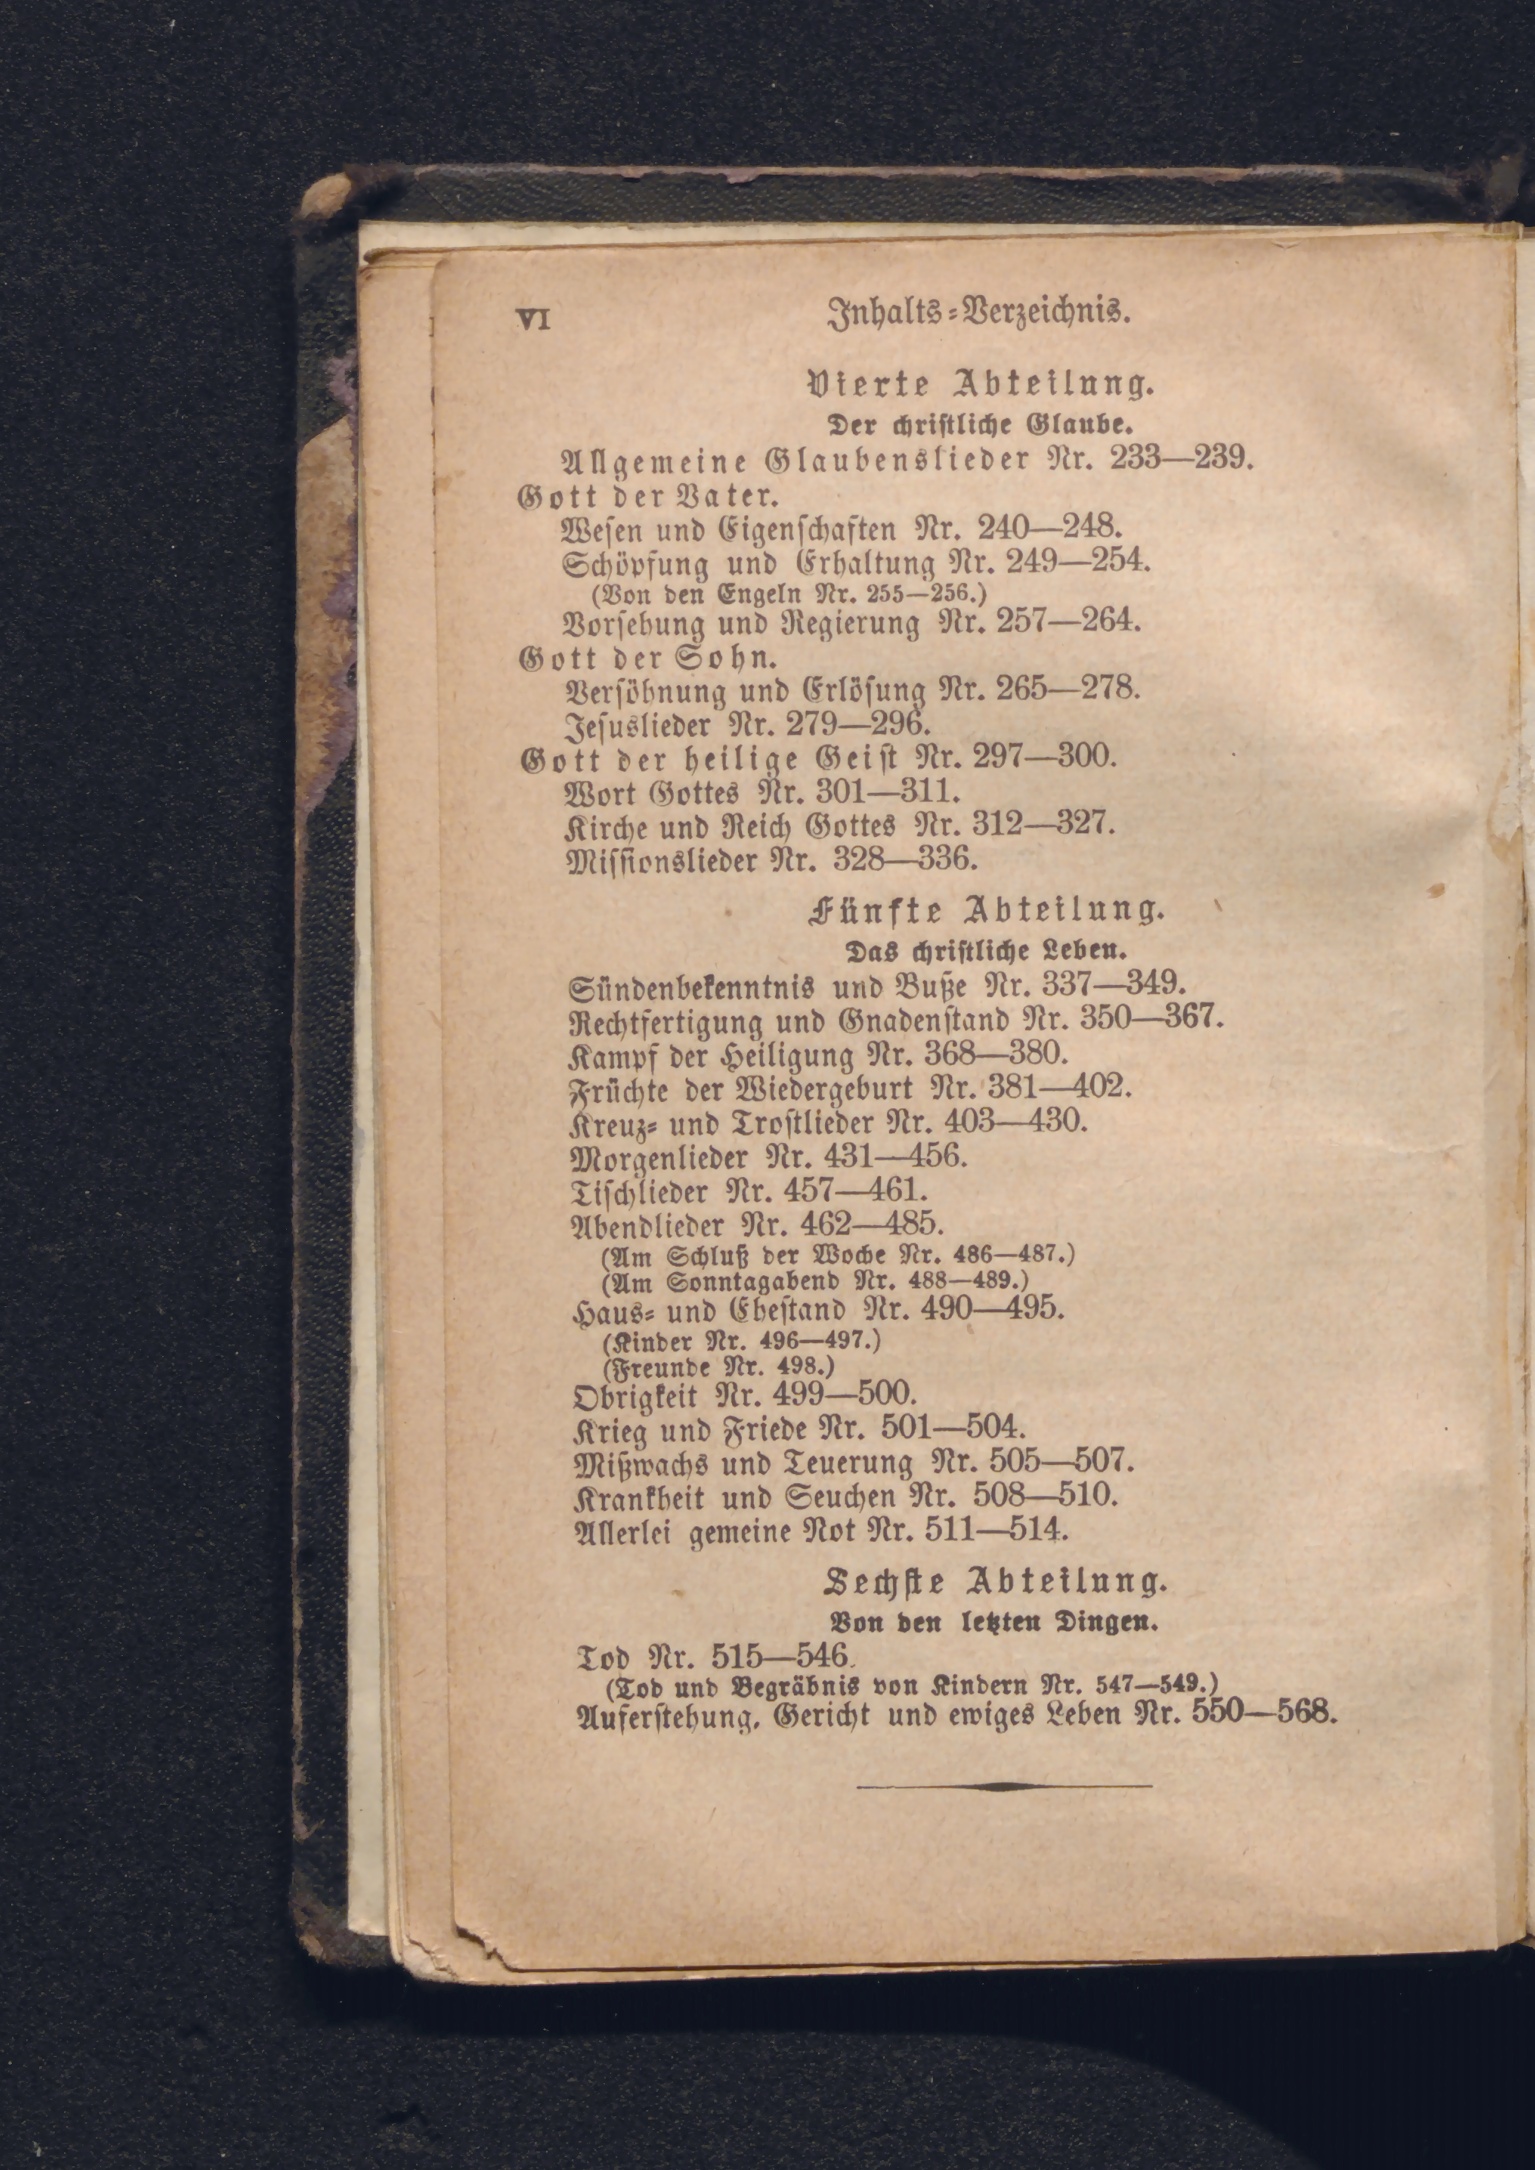 VI Inhalts-Verzeichnis.
Vierte Abteilung.
Der christliche Glaube.
Allgemeine Glaubenslieder Nr. 233—239.
Gott der Vater.
Wesen und Eigenschaften Nr. 240—248.
Schöpfung und Erhaltung Nr. 249—254.
(Von den Engeln Nr. 255—256.)
Vorsehung und Regierung Nr. 257—264.
Gott der Sohn.
Versöhnung und Erlösung Nr. 265—278.
Jesuslieder Nr. 279—296.
Gott der heilige Geist Nr. 297—300.
Wort Gottes Nr. 301—311.
Kirche und Reich Gottes Nr. 312—327.
Missionslieder Nr. 328—336.
Fünfte Abteilung.
Das christliche Leben.
Sündenbekenntnis und Buße Nr. 337—349.
Rechtfertigung und Gnadenstand Nr. 350—367.
Kampf der Heiligung Nr. 368—380.
Früchte der Wiedergeburt Nr. 381—402.
Kreuz- und Trostlieder Nr. 403—430.
Morgenlieder Nr. 431—456.
Tischlieder Nr. 457—461.
Abendlieder Nr. 462—485.
(Am Schluß der Woche Nr. 486—487.)
(Am Sonntagabend Nr. 488—489.)
Haus- und Ehestand Nr. 490—495.
(Kinder Nr. 496—497.)
(Freunde Nr. 498.)
Obrigkeit Nr. 499—500.
Krieg und Friede Nr. 501—504.
Mißwachs und Teuerung Nr. 505—507.
Krankheit und Seuchen Nr. 508—510.
Allerlei gemeine Not Nr. 511—514.
Sechste Abteilung.
Von den letzten Dingen.
Tod Nr. 515—546.
(Tod und Begräbnis von Kindern Nr. 547—549.)
Auferstehung, Gericht und ewiges Leben Nr. 550—568.